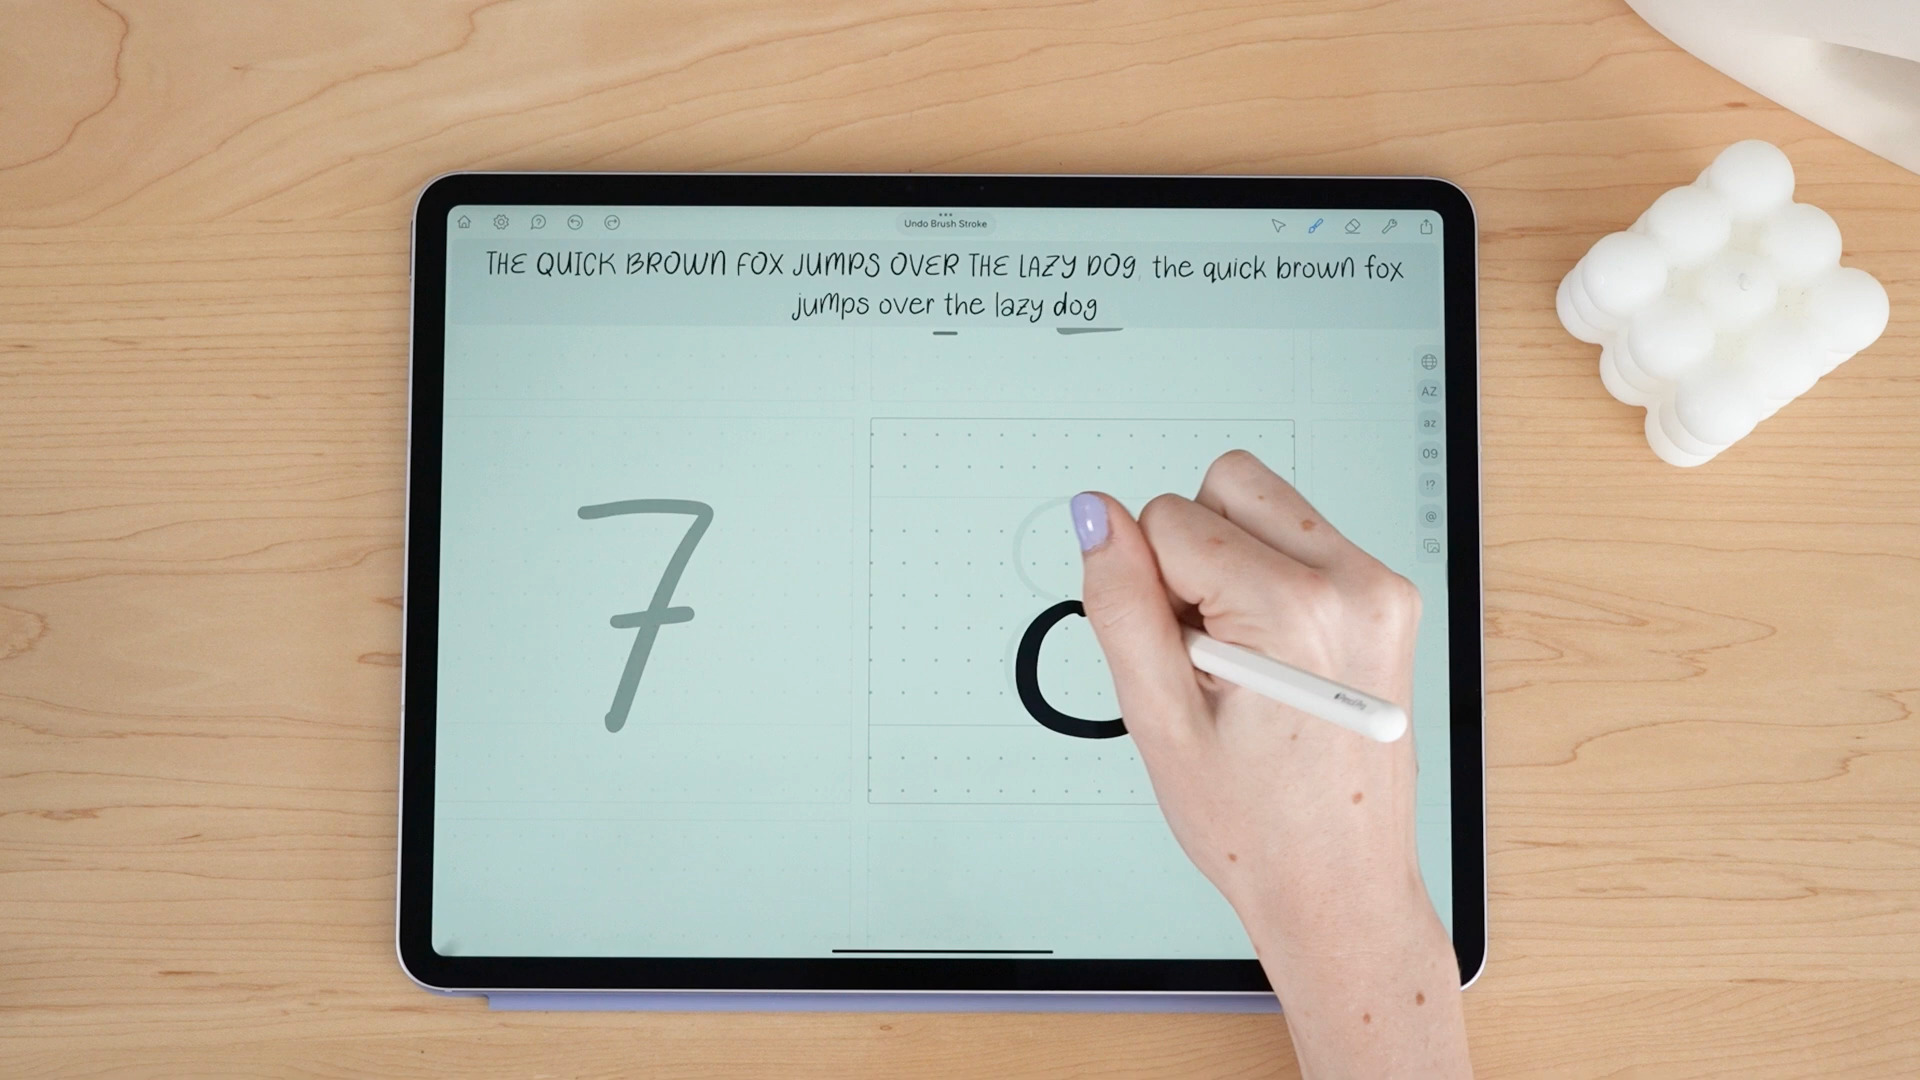 Undo Brush Stroke
THE QUICK BROWN FOX JUMPS OVER THE LAZY DOG, the quick brown fox
jumps over the lazy dog
AZ
az
09
!?
@
7